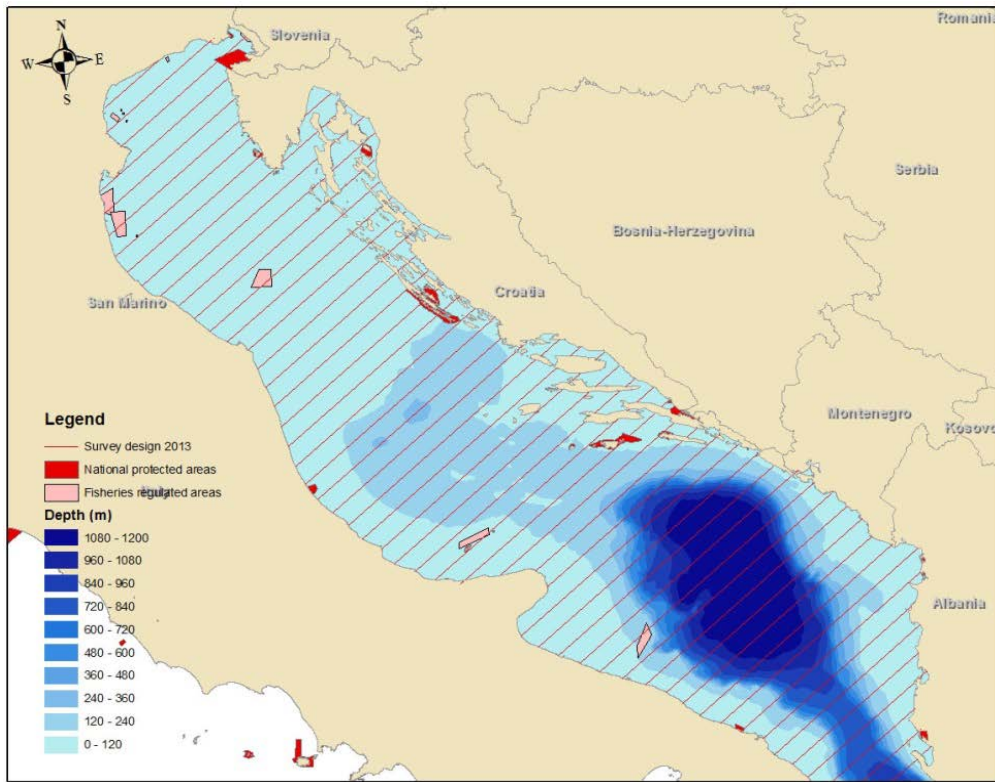 N
W E
S
Slovenia
Romania
Serbia
Bosnia-Herzegovina
San Marino
Croatia
Montenegro
Kosovo
Albania
Legend
Survey design 2013
National protected areas
Fisheries regulated areas
Depth (m)
1080 - 1200
960 - 1080
840 - 960
720 - 840
600 - 720
480 - 600
360 - 480
240 - 360
120 - 240
0 - 120